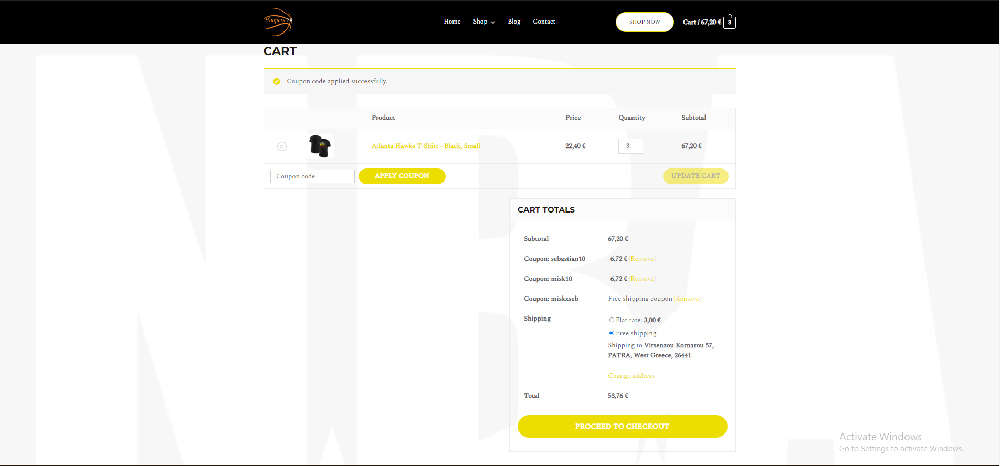 Hoopers 24
Home Shop Blog Contact
SHOP NOW
Cart / 67,20 € 3
CART
Coupon code applied successfully.
Product Price Quantity Subtotal
× Atlanta Hawks T-Shirt - Black, Small 22,40 € 3 67,20 €
Coupon code APPLY COUPON UPDATE CART
CART TOTALS
Subtotal 67,20 €
Coupon: sebastian10 -6,72 € [Remove]
Coupon: misk10 -6,72 € [Remove]
Coupon: miskxseb Free shipping coupon [Remove]
Shipping Flat rate: 3,00 €
Free shipping
Shipping to Vitsenzou Kornarou 57,
PATRA, West Greece, 26441.
Change address
Total 53,76 €
PROCEED TO CHECKOUT
Activate Windows
Go to Settings to activate Windows.
NBA